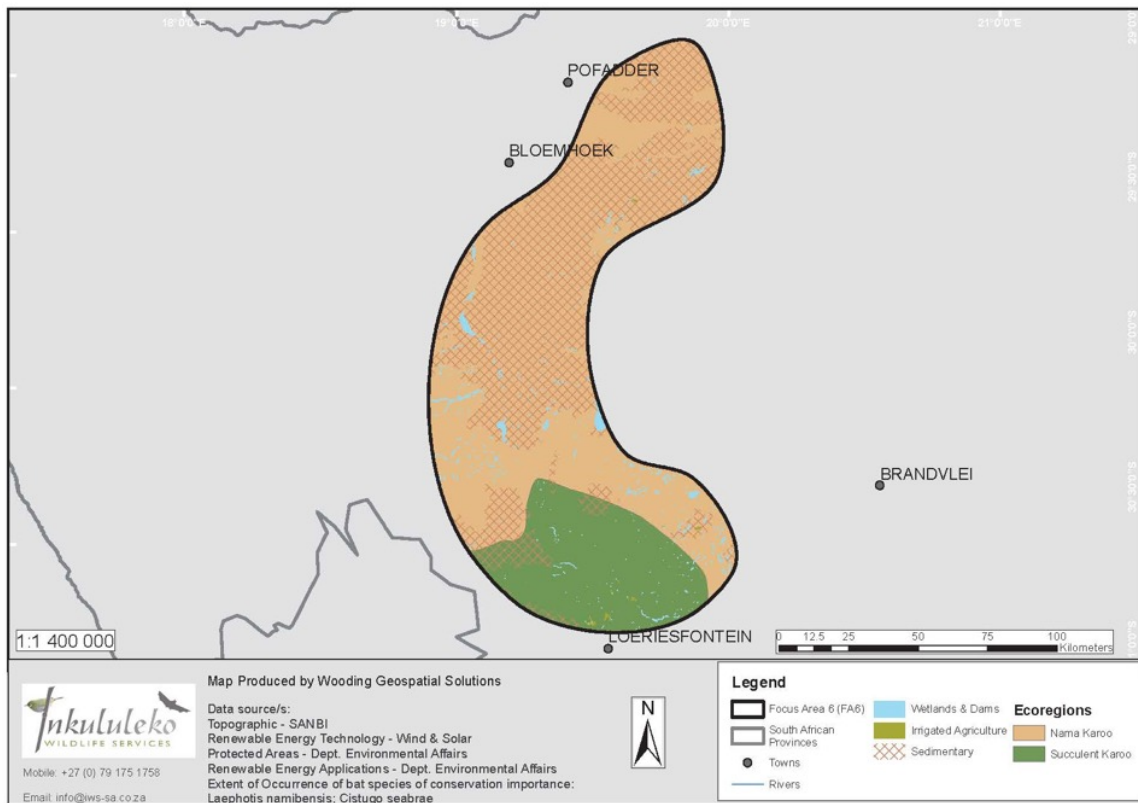 18°0'0"E
19°0'0"E
20°0'0"E
21°0'0"E
POFADDER
BLOEMHOEK
29°30'0"S
30°0'0"S
30°30'0"S
BRANDVLEI
LOERIESFONTEIN
1:1 400 000
0 12.5 25 50 75 100
Kilometers
Inkululeko
WILDLIFE SERVICES
Mobile: +27 (0) 79 175 1758
Email: info@iws-sa.co.za
Map Produced by Wooding Geospatial Solutions
Data source/s:
Topographic - SANBI
Renewable Energy Technology - Wind & Solar
Protected Areas - Dept. Environmental Affairs
Renewable Energy Applications - Dept. Environmental Affairs
Extent of Occurrence of bat species of conservation importance:
Laephotis namibensis; Cistugo seabrae
N
Legend
Focus Area 6 (FA6)
South African
Provinces
Towns
Rivers
Wetlands & Dams
Irrigated Agriculture
Sedimentary
Ecoregions
Nama Karoo
Succulent Karoo